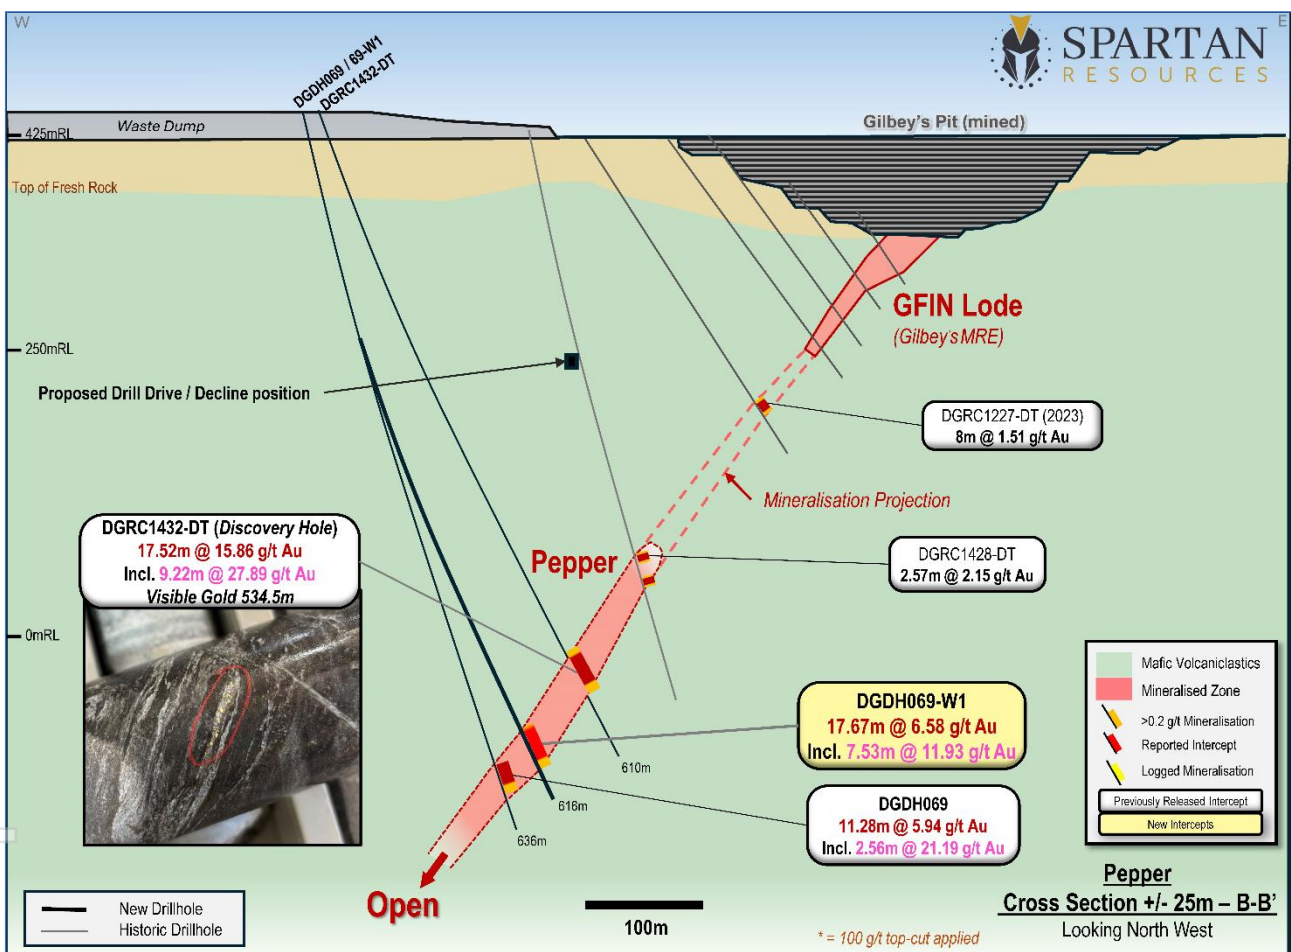 W
E
SPARTAN
RESOURCES
DGDH069 / 69-W1
DGRC1432-DT
Waste Dump
Gilbey's Pit (mined)
425mRL
Top of Fresh Rock
GFIN Lode
(Gilbey's MRE)
250mRL
Proposed Drill Drive / Decline position
DGRC1227-DT (2023)
8m @ 1.51 g/t Au
Mineralisation Projection
DGRC1432-DT (Discovery Hole)
17.52m @ 15.86 g/t Au
Incl. 9.22m @ 27.89 g/t Au
Visible Gold 534.5m
Pepper
DGRC1428-DT
2.57m @ 2.15 g/t Au
0mRL
Mafic Volcaniclastics
Mineralised Zone
>0.2 g/t Mineralisation
Reported Intercept
Logged Mineralisation
Previously Released Intercept
New Intercepts
DGDH069-W1
17.67m @ 6.58 g/t Au
Incl. 7.53m @ 11.93 g/t Au
610m
616m
636m
DGDH069
11.28m @ 5.94 g/t Au
Incl. 2.56m @ 21.19 g/t Au
Open
New Drillhole
Historic Drillhole
100m
* = 100 g/t top-cut applied
Pepper
Cross Section +/- 25m – B-B'
Looking North West